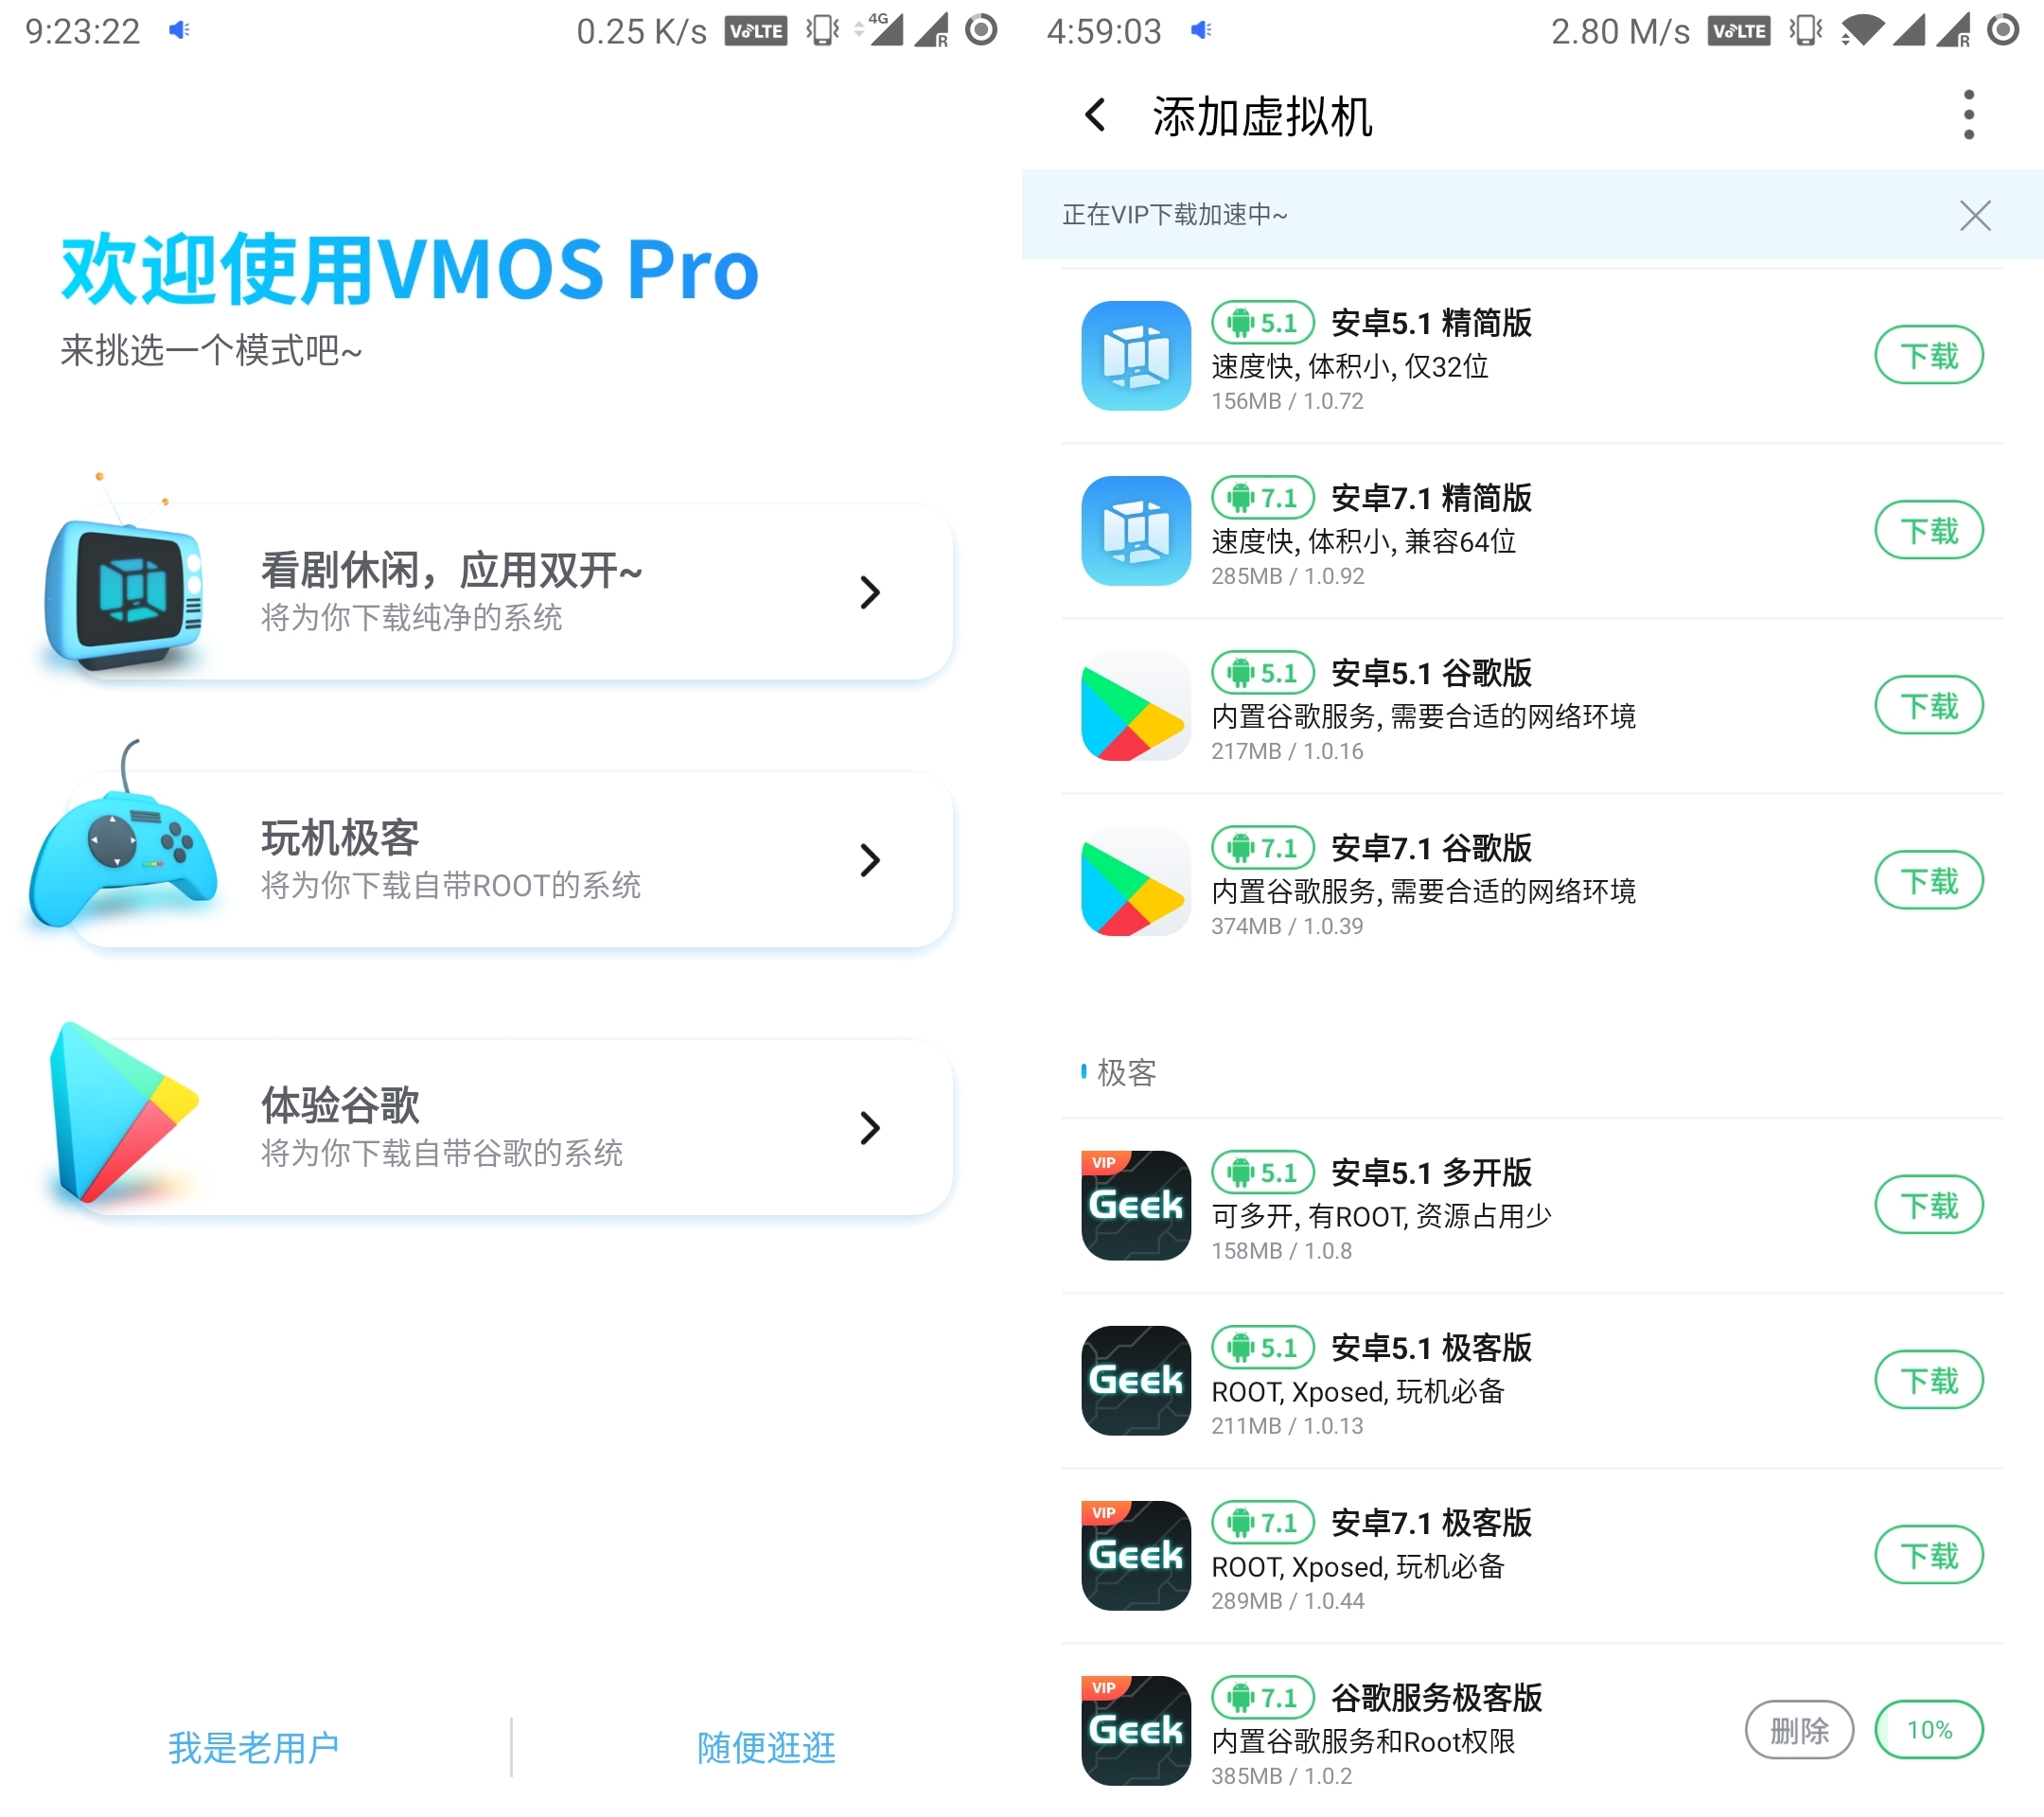 9:23:22
0.25 K/s
VoLTE
4G
R
欢迎使用VMOS Pro
来挑选一个模式吧~
看剧休闲，应用双开~
将为你下载纯净的系统
玩机极客
将为你下载自带ROOT的系统
体验谷歌
将为你下载自带谷歌的系统
我是老用户
随便逛逛
4:59:03
2.80 M/s
VoLTE
R
添加虚拟机
正在VIP下载加速中~
5.1 安卓5.1 精简版
速度快, 体积小, 仅32位
156MB / 1.0.72
下载
7.1 安卓7.1 精简版
速度快, 体积小, 兼容64位
285MB / 1.0.92
下载
5.1 安卓5.1 谷歌版
内置谷歌服务, 需要合适的网络环境
217MB / 1.0.16
下载
7.1 安卓7.1 谷歌版
内置谷歌服务, 需要合适的网络环境
374MB / 1.0.39
下载
极客
VIP
Geek
5.1 安卓5.1 多开版
可多开, 有ROOT, 资源占用少
158MB / 1.0.8
下载
Geek
5.1 安卓5.1 极客版
ROOT, Xposed, 玩机必备
211MB / 1.0.13
下载
VIP
Geek
7.1 安卓7.1 极客版
ROOT, Xposed, 玩机必备
289MB / 1.0.44
下载
VIP
Geek
7.1 谷歌服务极客版
内置谷歌服务和Root权限
385MB / 1.0.2
删除
10%